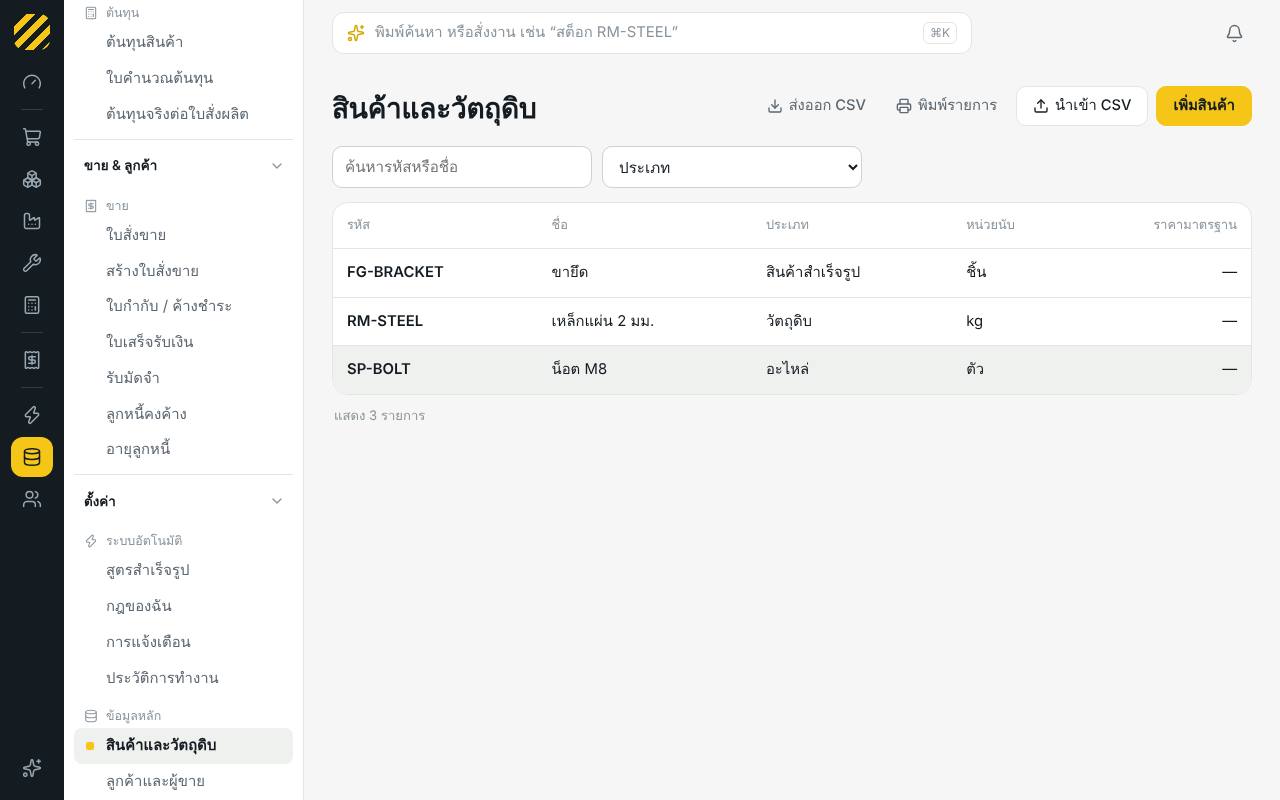 ต้นทุน
ต้นทุนสินค้า
ใบคำนวณต้นทุน
ต้นทุนจริงต่อใบสั่งผลิต
ขาย & ลูกค้า
ขาย
ใบสั่งขาย
สร้างใบสั่งขาย
ใบกำกับ / ค้างชำระ
ใบเสร็จรับเงิน
รับมัดจำ
ลูกหนี้คงค้าง
อายุลูกหนี้
ตั้งค่า
ระบบอัตโนมัติ
สูตรสำเร็จรูป
กฎของฉัน
การแจ้งเตือน
ประวัติการทำงาน
ข้อมูลหลัก
สินค้าและวัตถุดิบ
ลูกค้าและผู้ขาย
พิมพ์ค้นหา หรือสั่งงาน เช่น “สต็อก RM-STEEL” ⌘K
สินค้าและวัตถุดิบ ส่งออก CSV พิมพ์รายการ นำเข้า CSV เพิ่มสินค้า
ค้นหารหัสหรือชื่อ ประเภท
รหัส ชื่อ ประเภท หน่วยนับ ราคามาตรฐาน
FG-BRACKET ขายึด สินค้าสำเร็จรูป ชิ้น —
RM-STEEL เหล็กแผ่น 2 มม. วัตถุดิบ kg —
SP-BOLT น็อต M8 อะไหล่ ตัว —
แสดง 3 รายการ